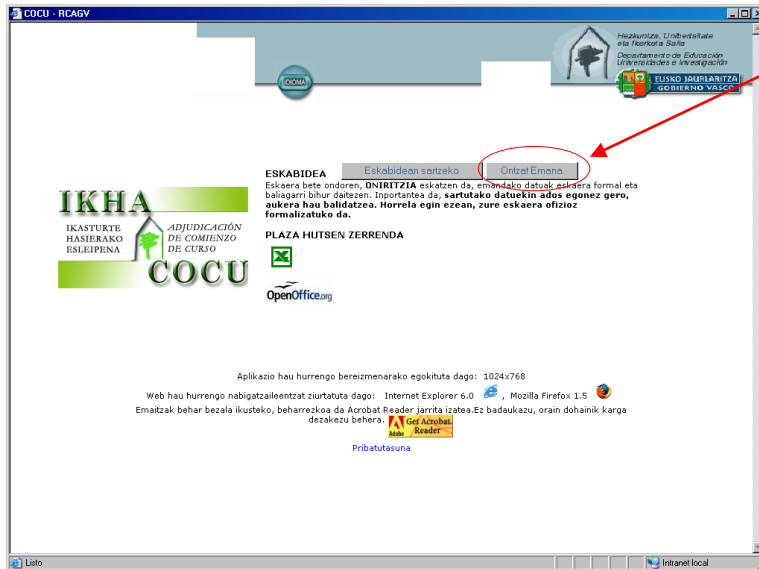 COCU - RCAGV
Hezkuntza, Unibertsitate
eta Ikerketa Saila
Departamento de Educación
Universidades e Investigación
EUSKO JAURLARITZA
GOBIERNO VASCO
IDIOMA
ESKABIDEA
Eskabidean sartzeko
Ontzat Emana
Eskaera bete ondoren, ONIRITZIA eskatzen da, emandako datuak eskaera formal eta
baliagarri bihur daitezen. Inportantea da, sartutako datuekin ados egonez gero,
aukera hau balidatzea. Horrela egin ezean, zure eskaera ofizioz
formalizatuko da.
IKHA
IKASTURTE
HASIERAKO
ESLEIPENA
ADJUDICACIÓN
DE COMIENZO
DE CURSO
COCU
PLAZA HUTSEN ZERRENDA
OpenOffice.org
Aplikazio hau hurrengo bereizmenarako egokituta dago: 1024x768
Web hau hurrengo nabigatzaileentzat ziurtatuta dago: Internet Explorer 6.0 , Mozilla Firefox 1.5
Emaitzak behar bezala ikusteko, beharrezkoa da Acrobat Reader jarrita izatea.Ez badaukazu, orain dohainik karga
dezakezu behera.
Get Acrobat
Reader
Adobe
Pribatutasuna
Listo
Intranet local